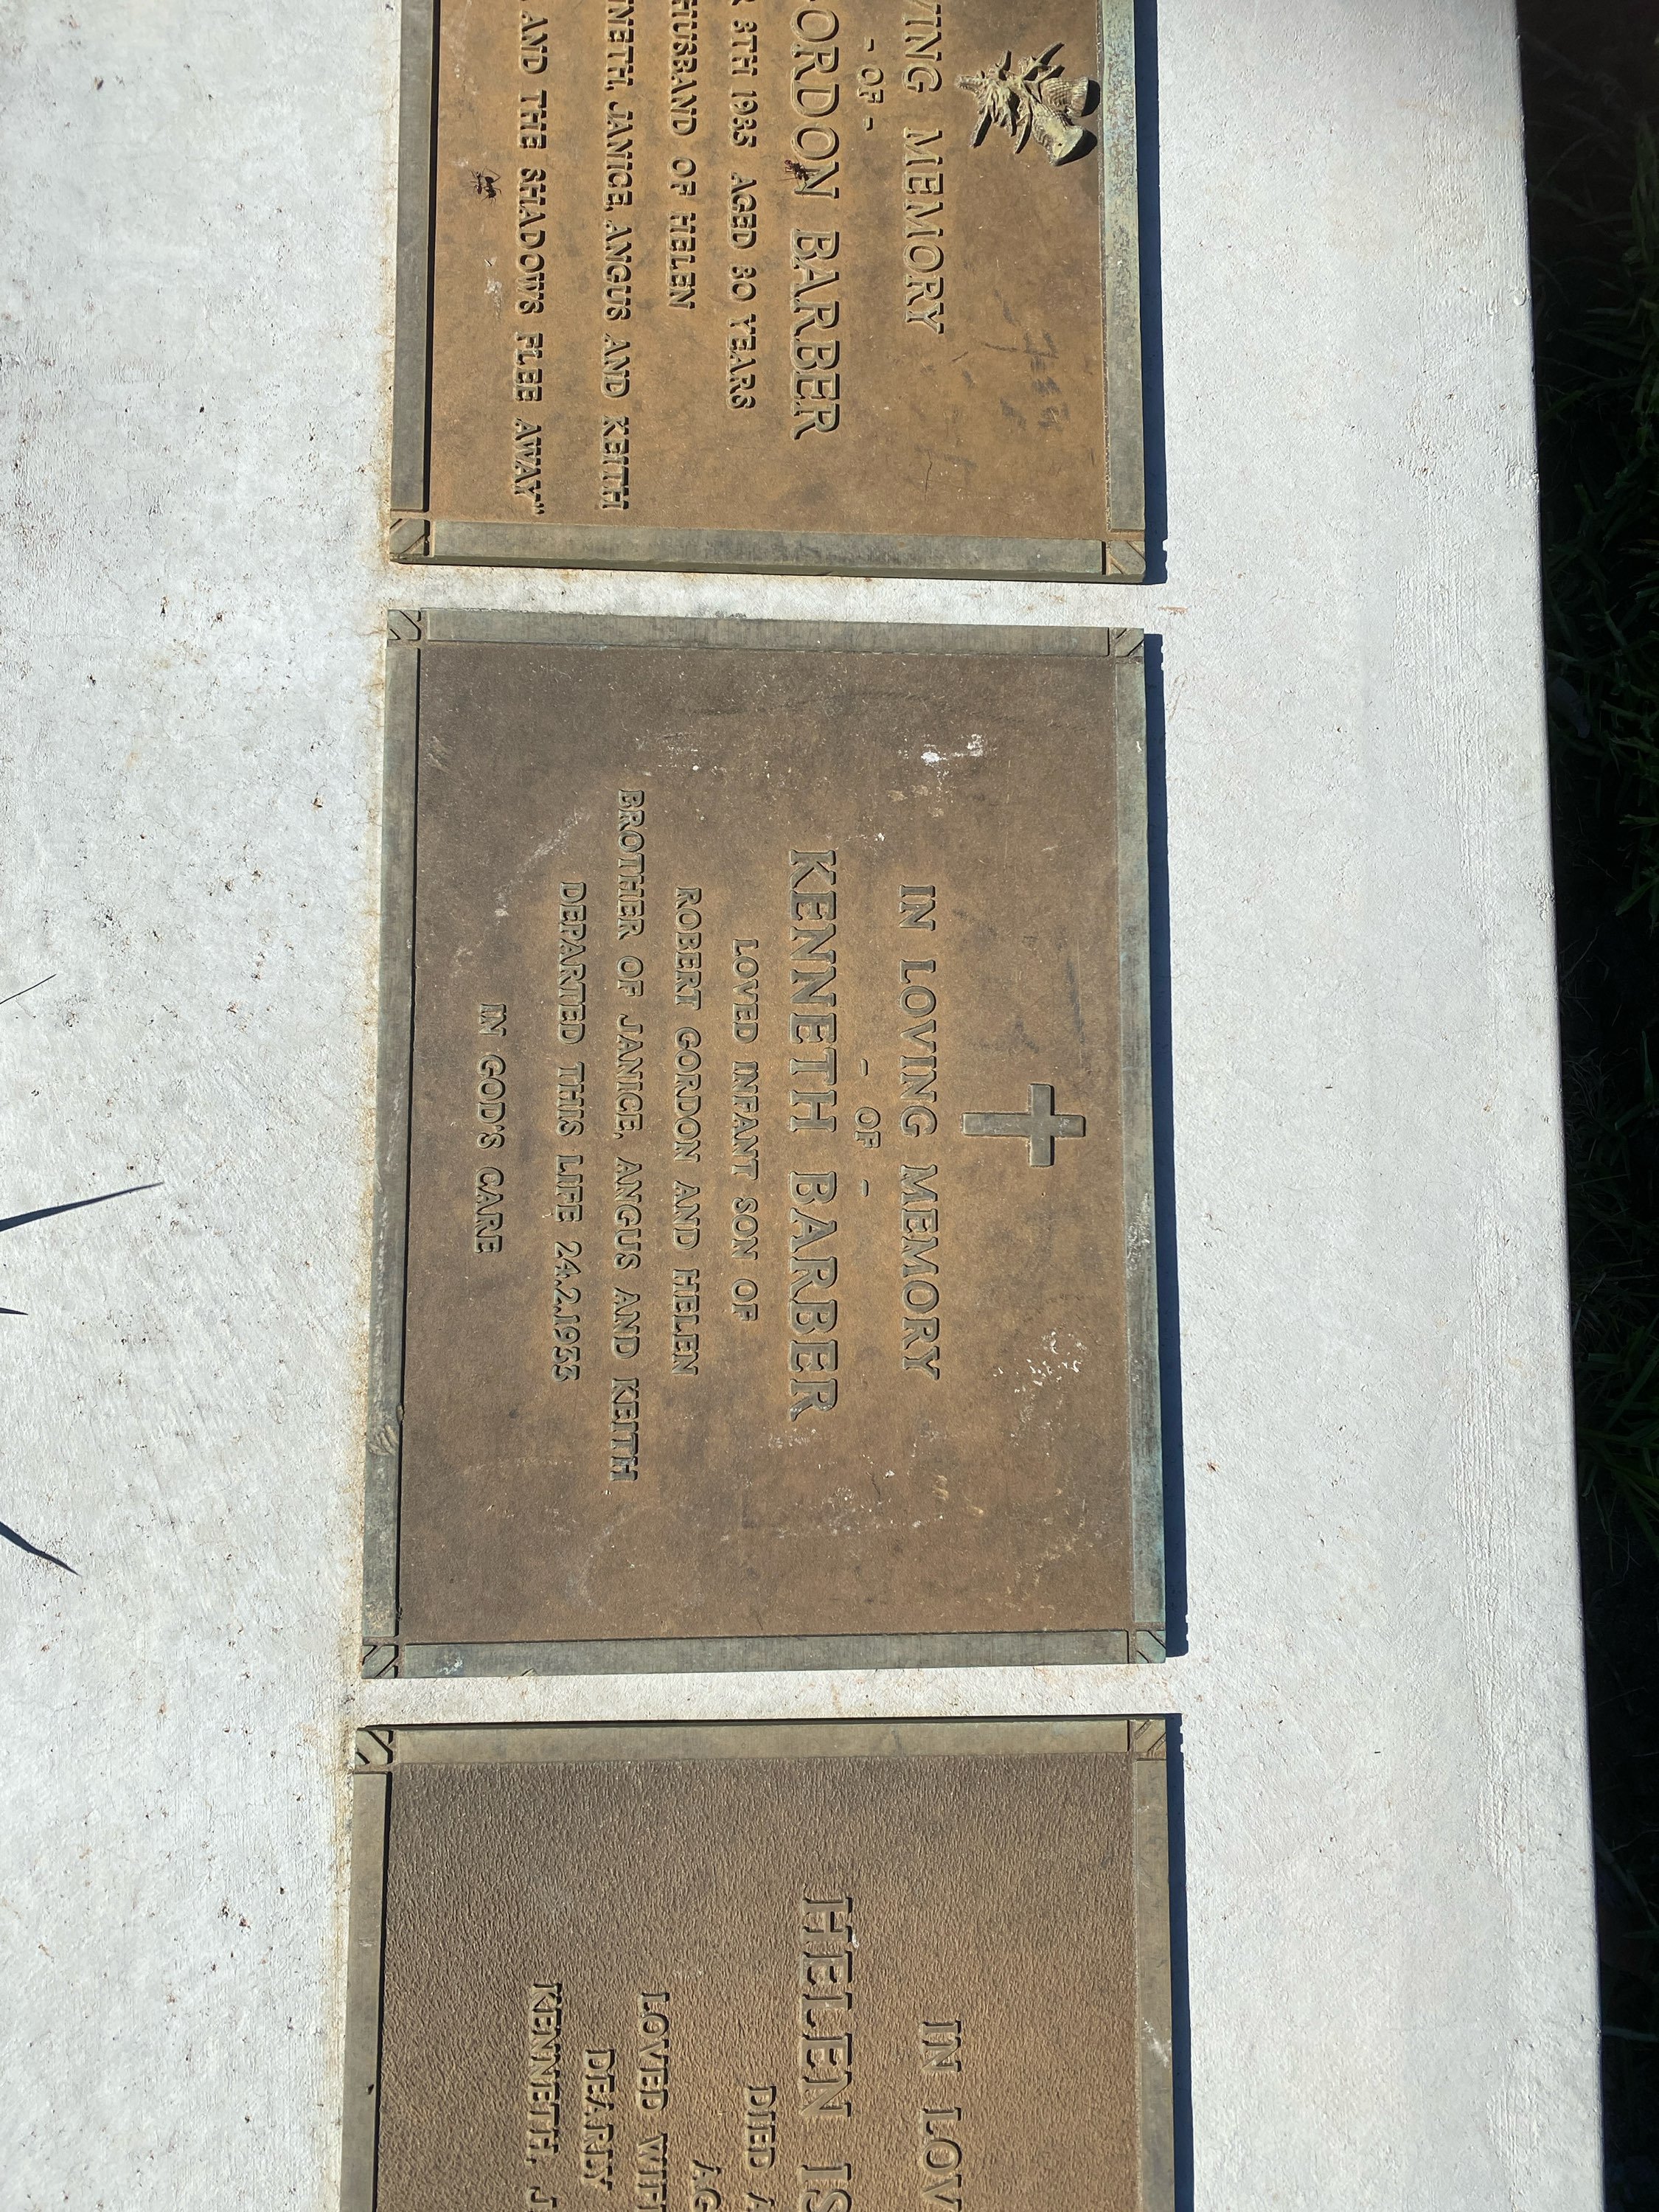 VING MEMORY
- OF -
ORDON BARBER
8TH 1985 AGED 80 YEARS
HUSBAND OF HELEN
NNETH, JANICE, ANGUS AND KEITH
AND THE SHADOWS FLEE AWAY"
IN LOVING MEMORY
- OF -
KENNETH BARBER
LOVED INFANT SON OF
ROBERT GORDON AND HELEN
BROTHER OF JANICE, ANGUS AND KEITH
DEPARTED THIS LIFE 24.2.1933
IN GOD'S CARE
IN LOV
HELEN IS
DIED A
AG
LOVED WIF
DEARLY
KENNETH, J